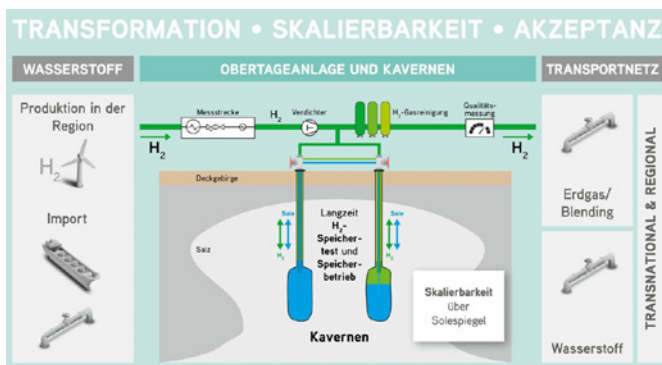 TRANSFORMATION • SKALIERBARKEIT • AKZEPTANZ
WASSERSTOFF
OBERTAGEANLAGE UND KAVERNEN
TRANSPORTNETZ
Produktion in der
Region
H₂
Import
Messstrecke
H₂
Verdichter
H₂-Gasreinigung
Qualitäts-
messung
H₂
H₂
Deckgebirge
Salz
Sole
H₂
Langzeit
H₂-
Speicher-
test und
Speicher-
betrieb
Sole
H₂
Kavernen
Skalierbarkeit
über
Solespiegel
Erdgas/
Blending
Wasserstoff
TRANSNATIONAL & REGIONAL